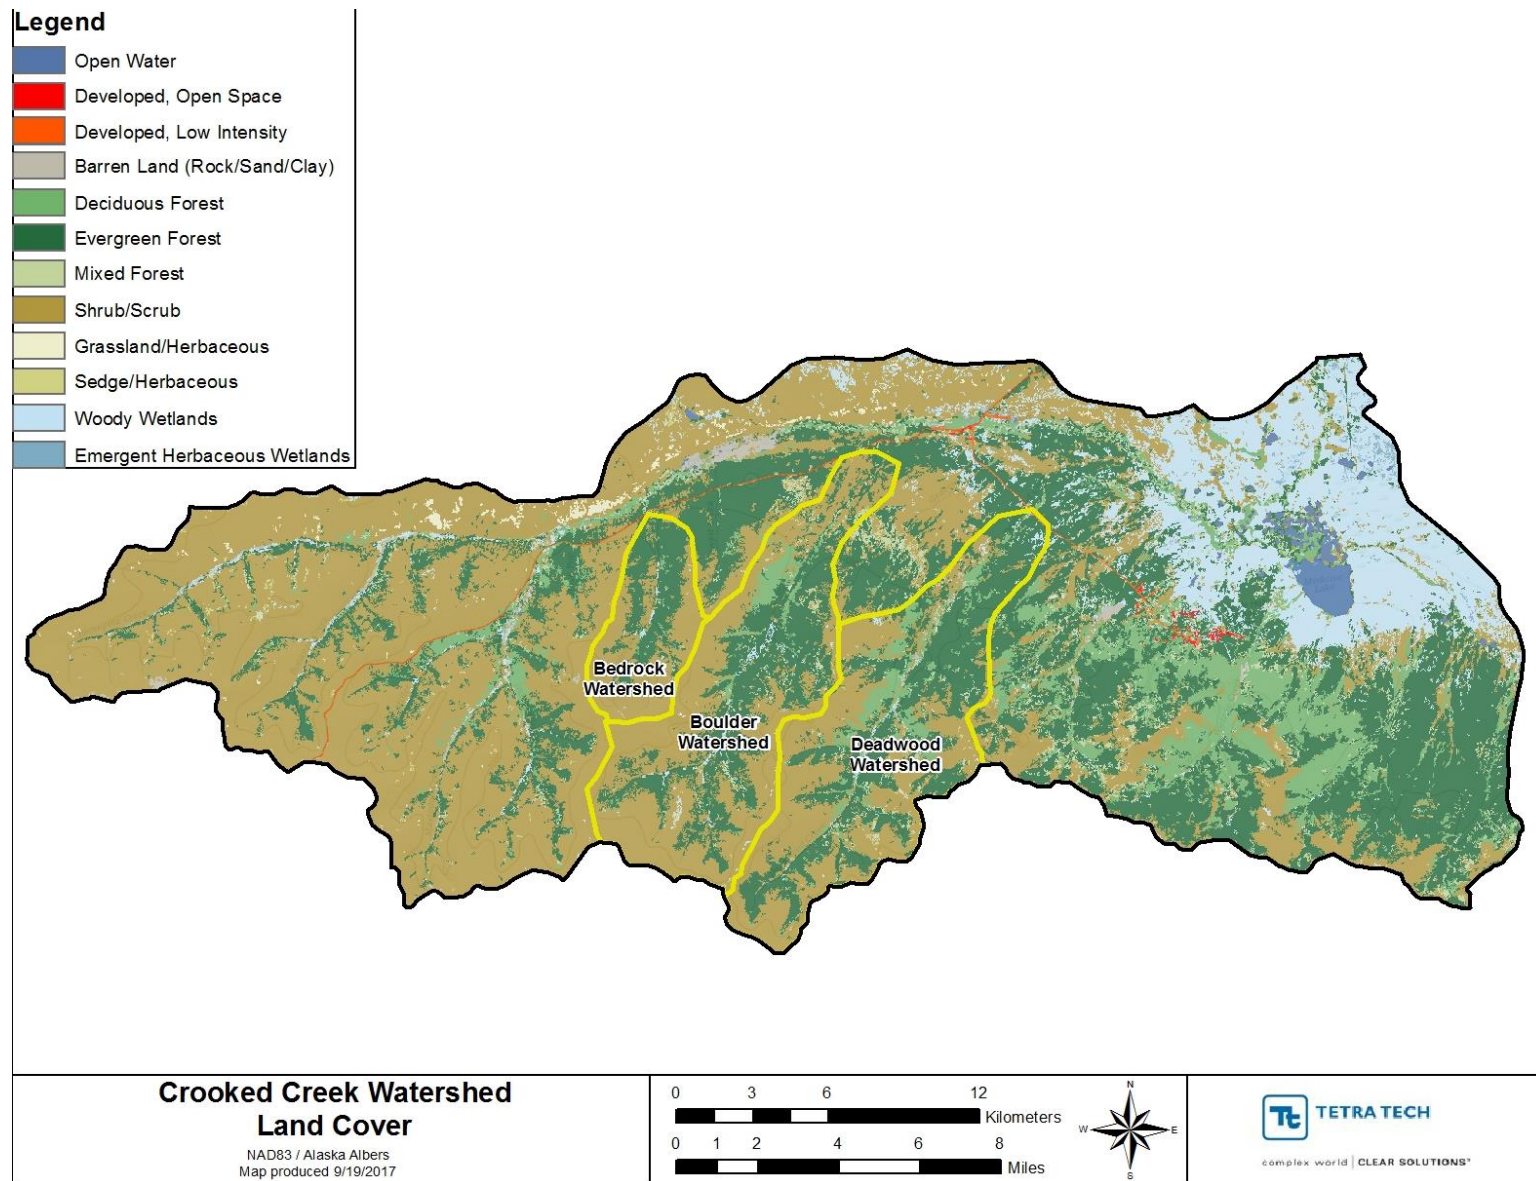 Legend
Open Water
Developed, Open Space
Developed, Low Intensity
Barren Land (Rock/Sand/Clay)
Deciduous Forest
Evergreen Forest
Mixed Forest
Shrub/Scrub
Grassland/Herbaceous
Sedge/Herbaceous
Woody Wetlands
Emergent Herbaceous Wetlands
Bedrock
Watershed
Boulder
Watershed
Deadwood
Watershed
Crooked Creek Watershed
Land Cover
NAD83 / Alaska Albers
Map produced 9/19/2017
0 3 6 12
Kilometers
0 1 2 4 6 8
Miles
N
W E
S
Tt TETRA TECH
complex world | CLEAR SOLUTIONS™